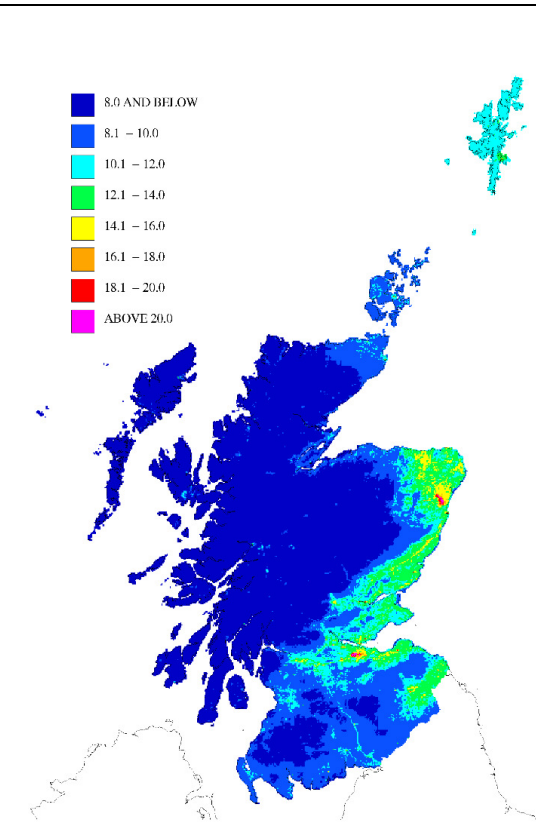 8.0 AND BELOW
8.1 – 10.0
10.1 – 12.0
12.1 – 14.0
14.1 – 16.0
16.1 – 18.0
18.1 – 20.0
ABOVE 20.0